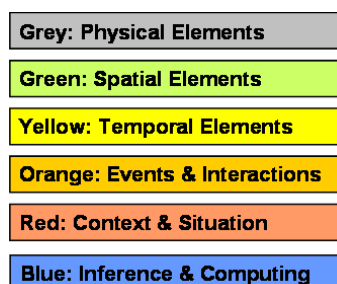 Grey: Physical Elements
Green: Spatial Elements
Yellow: Temporal Elements
Orange: Events & Interactions
Red: Context & Situation
Blue: Inference & Computing